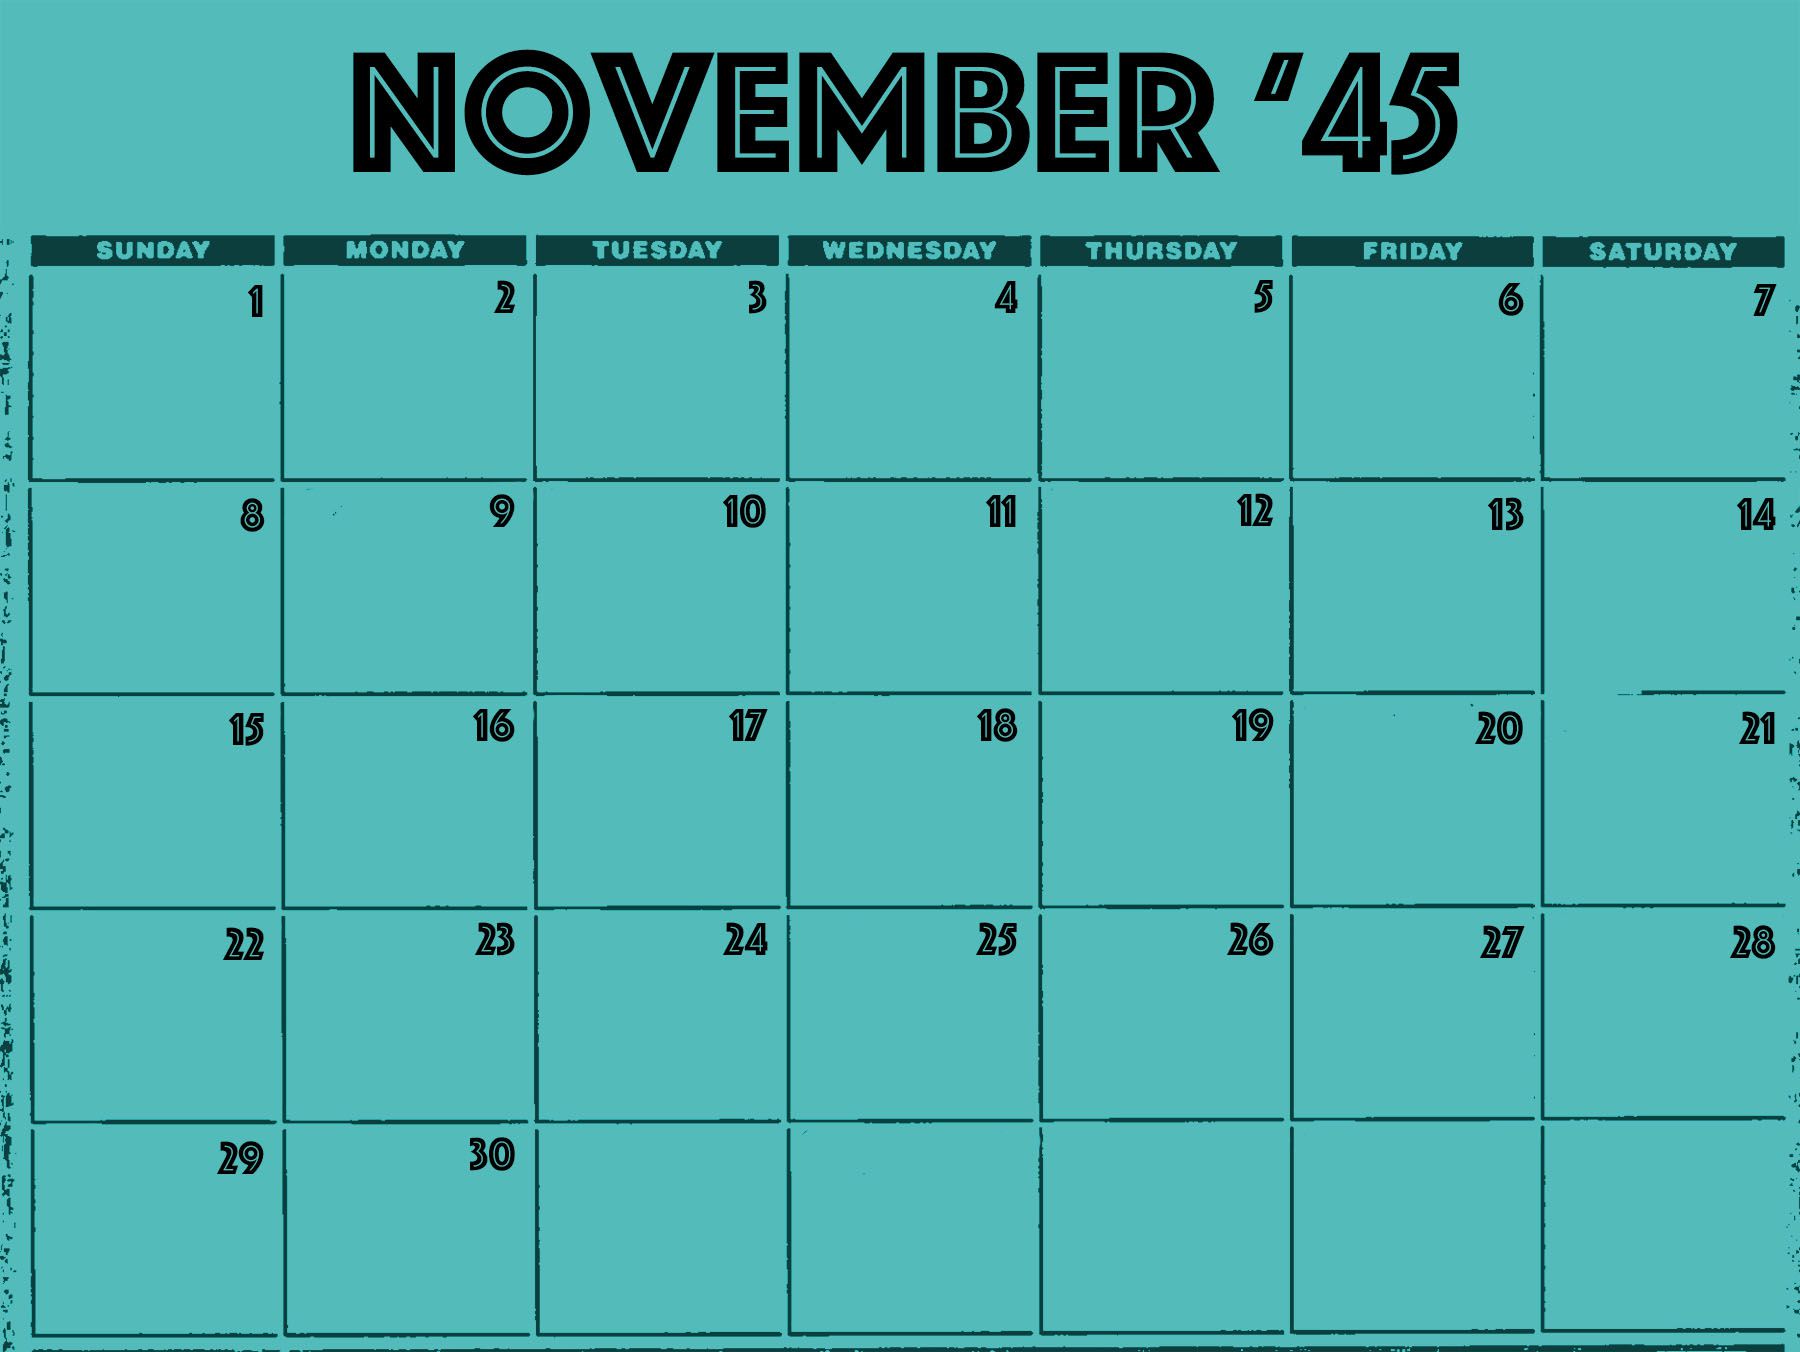 NOVEMBER '45
SUNDAY MONDAY TUESDAY WEDNESDAY THURSDAY FRIDAY SATURDAY
1 2 3 4 5 6 7
8 9 10 11 12 13 14
15 16 17 18 19 20 21
22 23 24 25 26 27 28
29 30